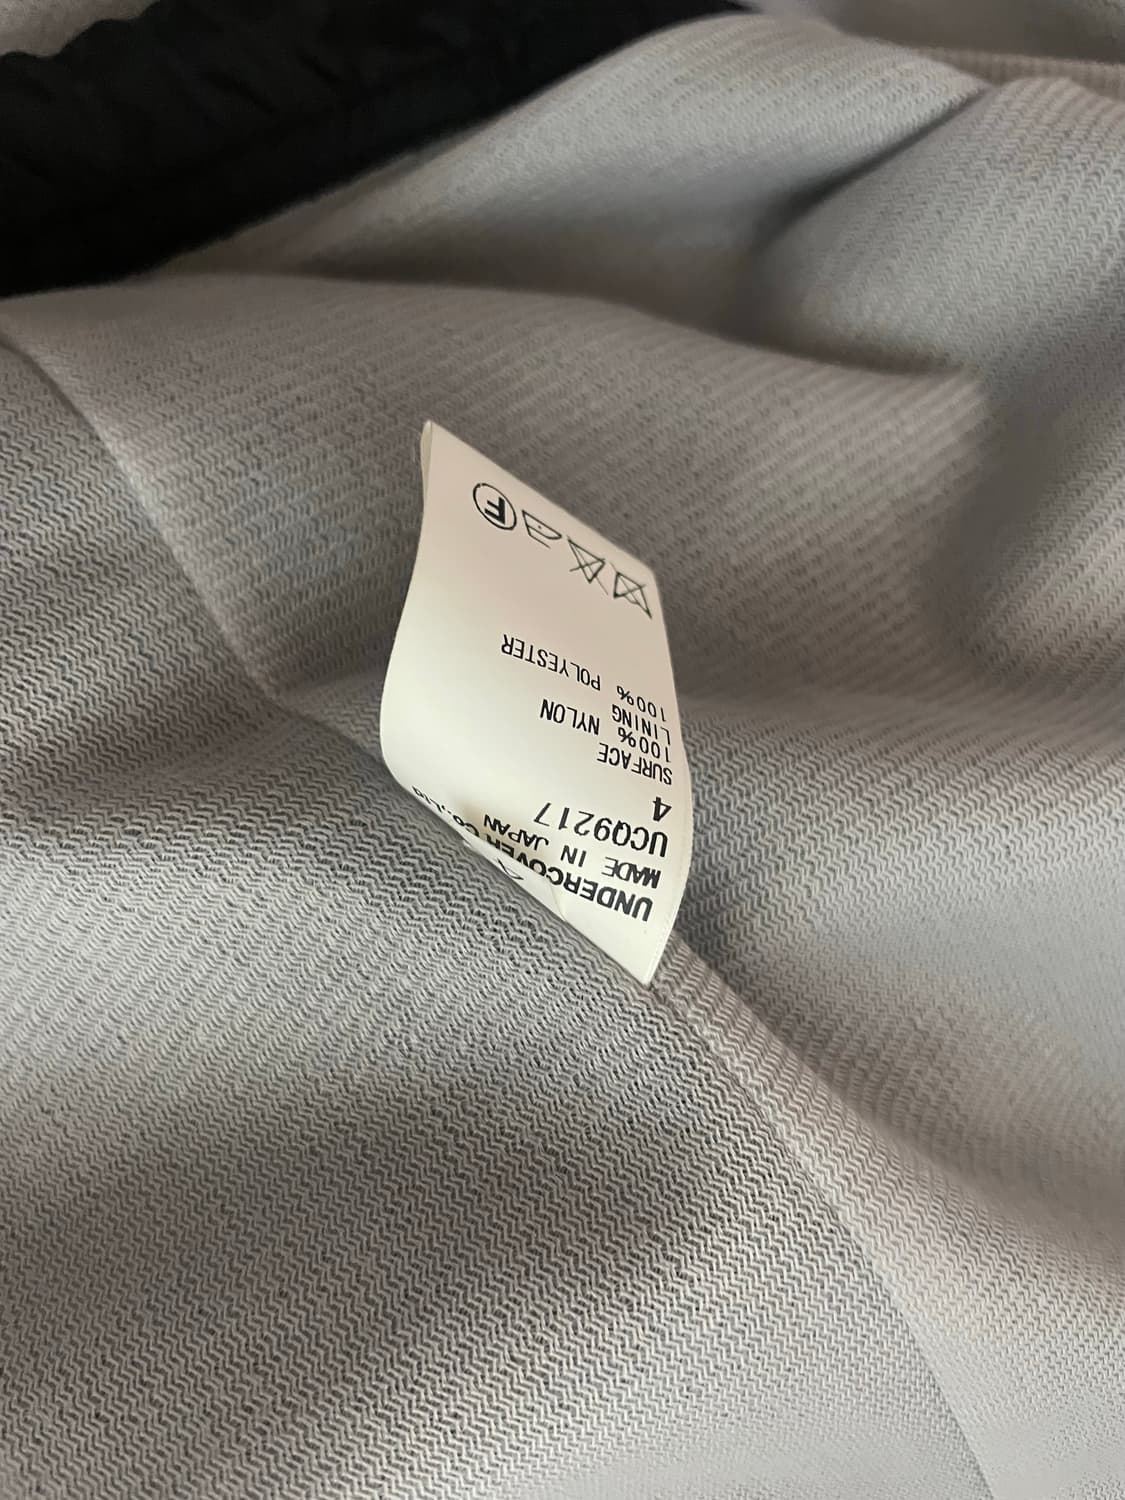 UNDERCOVER Co.,Ltd
MADE IN JAPAN
UCQ9217
4
SURFACE
100% NYLON
LINING
100% POLYESTER
F